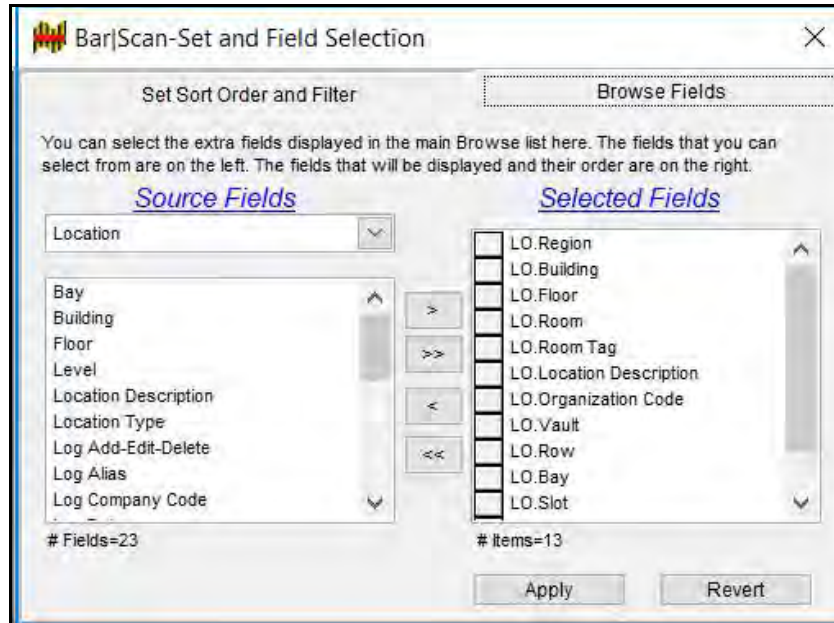 Bar|Scan-Set and Field Selection
Set Sort Order and Filter
Browse Fields
You can select the extra fields displayed in the main Browse list here. The fields that you can
select from are on the left. The fields that will be displayed and their order are on the right.
Source Fields
Location
Bay
Building
Floor
Level
Location Description
Location Type
Log Add-Edit-Delete
Log Alias
Log Company Code
# Fields=23
>
>>
<
<<
Selected Fields
LO.Region
LO.Building
LO.Floor
LO.Room
LO.Room Tag
LO.Location Description
LO.Organization Code
LO.Vault
LO.Row
LO.Bay
LO.Slot
# Items=13
Apply
Revert